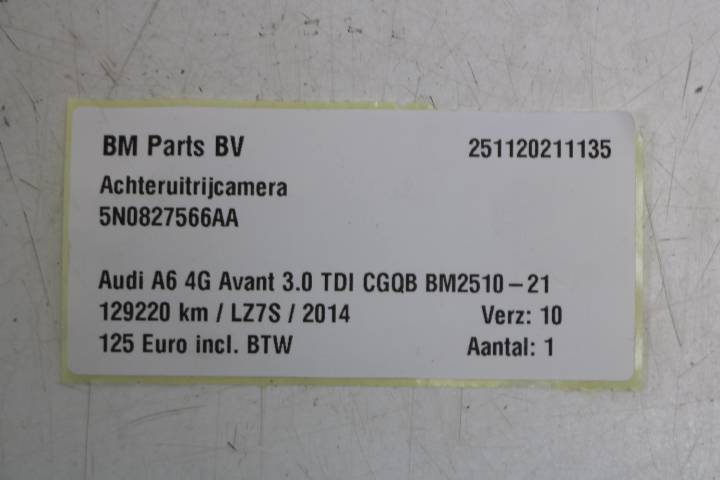 BM Parts BV 251120211135
Achteruitrijcamera
5N0827566AA
Audi A6 4G Avant 3.0 TDI CGQB BM2510-21
129220 km / LZ7S / 2014 Verz: 10
125 Euro incl. BTW Aantal: 1